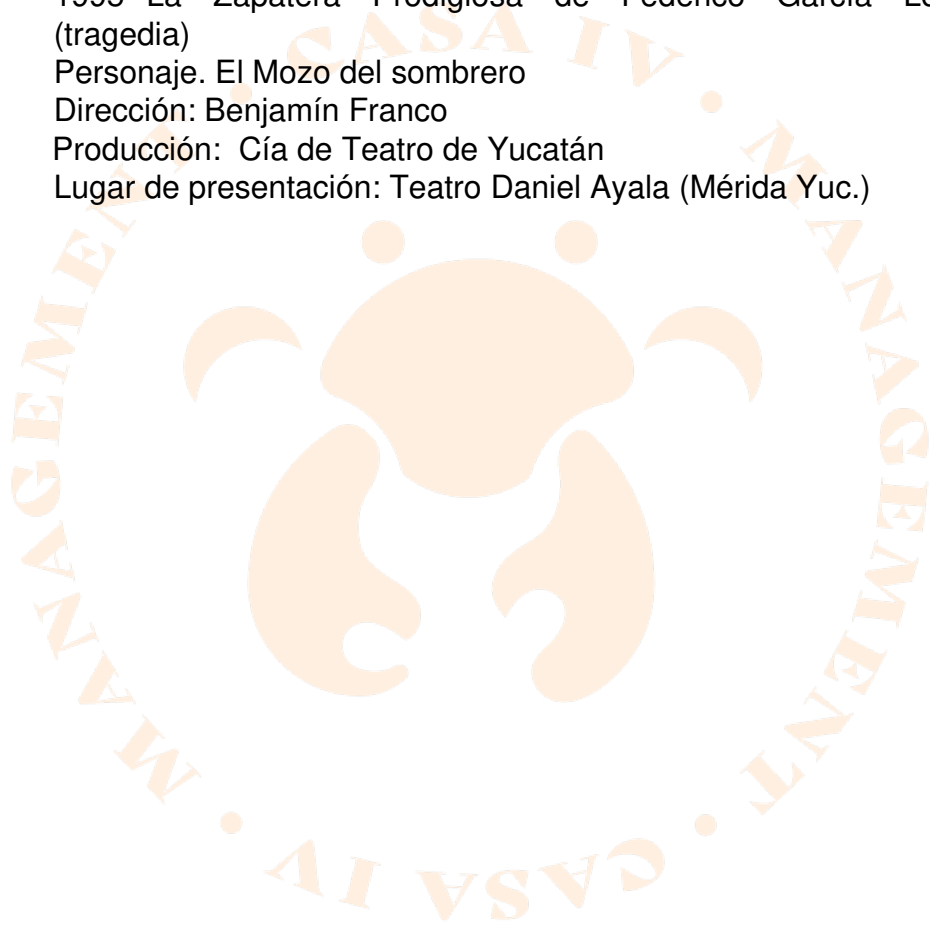 La Zapatera Prodigiosa de Federico García
(tragedia)
Personaje. El Mozo del sombrero
Dirección: Benjamín Franco
Producción: Cía de Teatro de Yucatán
Lugar de presentación: Teatro Daniel Ayala (Mérida Yuc.)
CASA IV • MANAGEMENT • CASA IV • MANAGEMENT •